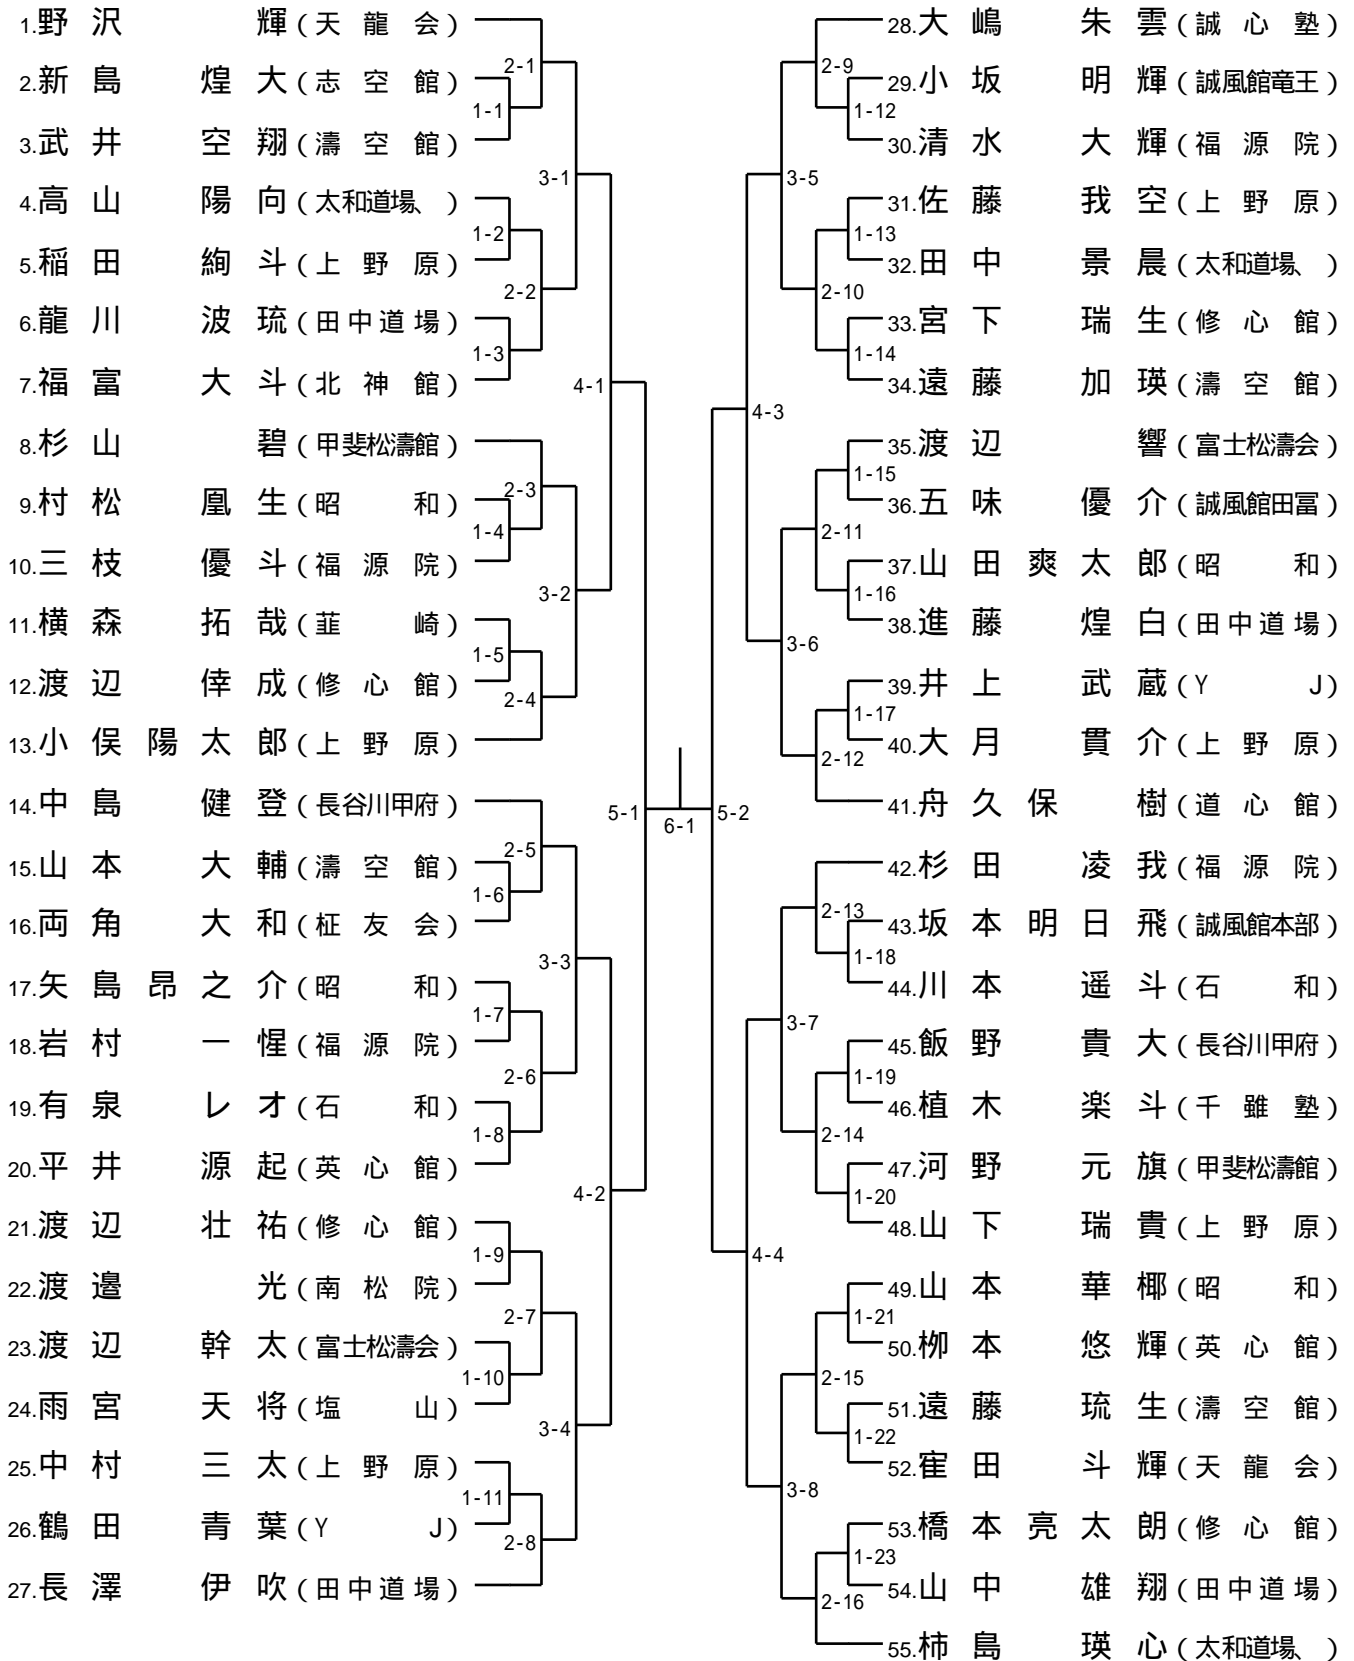 1.野沢 輝(天龍会)
2-1
2.新島 煌大(志空館)
1-1
3.武井 空翔(濤空館)
3-1
4.高山 陽向(太和道場、)
1-2
5.稲田 絢斗(上野原)
2-2
6.龍川 波琉(田中道場)
1-3
7.福富 大斗(北神館)
4-1
8.杉山 碧(甲斐松濤館)
2-3
9.村松 凰生(昭和)
1-4
10.三枝 優斗(福源院)
3-2
11.横森 拓哉(韮崎)
1-5
12.渡辺 倖成(修心館)
2-4
13.小俣陽太郎(上野原)
14.中島 健登(長谷川甲府)
5-1
2-5
15.山本 大輔(濤空館)
1-6
16.両角 大和(柾友会)
3-3
17.矢島昂之介(昭和)
1-7
18.岩村 一惺(福源院)
2-6
19.有泉 レオ(石和)
1-8
20.平井 源起(英心館)
4-2
21.渡辺 壮祐(修心館)
1-9
22.渡邉 光(南松院)
2-7
23.渡辺 幹太(富士松濤会)
1-10
24.雨宮 天将(塩山)
3-4
25.中村 三太(上野原)
1-11
26.鶴田 青葉(YJ)
2-8
27.長澤 伊吹(田中道場)
6-1
28.大嶋 朱雲(誠心塾)
2-9
29.小坂 明輝(誠風館竜王)
1-12
30.清水 大輝(福源院)
3-5
31.佐藤 我空(上野原)
1-13
32.田中 景晨(太和道場、)
2-10
33.宮下 瑞生(修心館)
1-14
34.遠藤 加瑛(濤空館)
4-3
35.渡辺 響(富士松濤会)
1-15
36.五味 優介(誠風館田冨)
2-11
37.山田爽太郎(昭和)
1-16
38.進藤 煌白(田中道場)
3-6
39.井上 武蔵(YJ)
1-17
40.大月 貫介(上野原)
2-12
41.舟久保 樹(道心館)
5-2
42.杉田 凌我(福源院)
2-13
43.坂本明日飛(誠風館本部)
1-18
44.川本 遥斗(石和)
3-7
45.飯野 貴大(長谷川甲府)
1-19
46.植木 楽斗(千雖塾)
2-14
47.河野 元旗(甲斐松濤館)
1-20
48.山下 瑞貴(上野原)
4-4
49.山本 華椰(昭和)
1-21
50.栁本 悠輝(英心館)
2-15
51.遠藤 琉生(濤空館)
1-22
52.寉田 斗輝(天龍会)
3-8
53.橋本亮太朗(修心館)
1-23
54.山中 雄翔(田中道場)
2-16
55.柿島 瑛心(太和道場、)